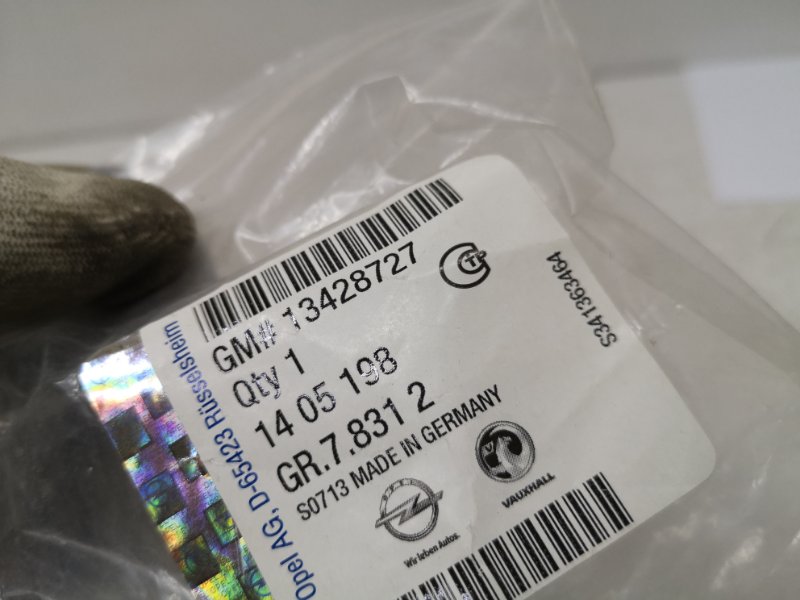 GM# 13428727
Qty 1
14 05 198
GR.7.831 2
S0713 MADE IN GERMANY
Wir leben Autos.
VAUXHALL
S341363464
Opel AG, D-65423 Rüsselsheim